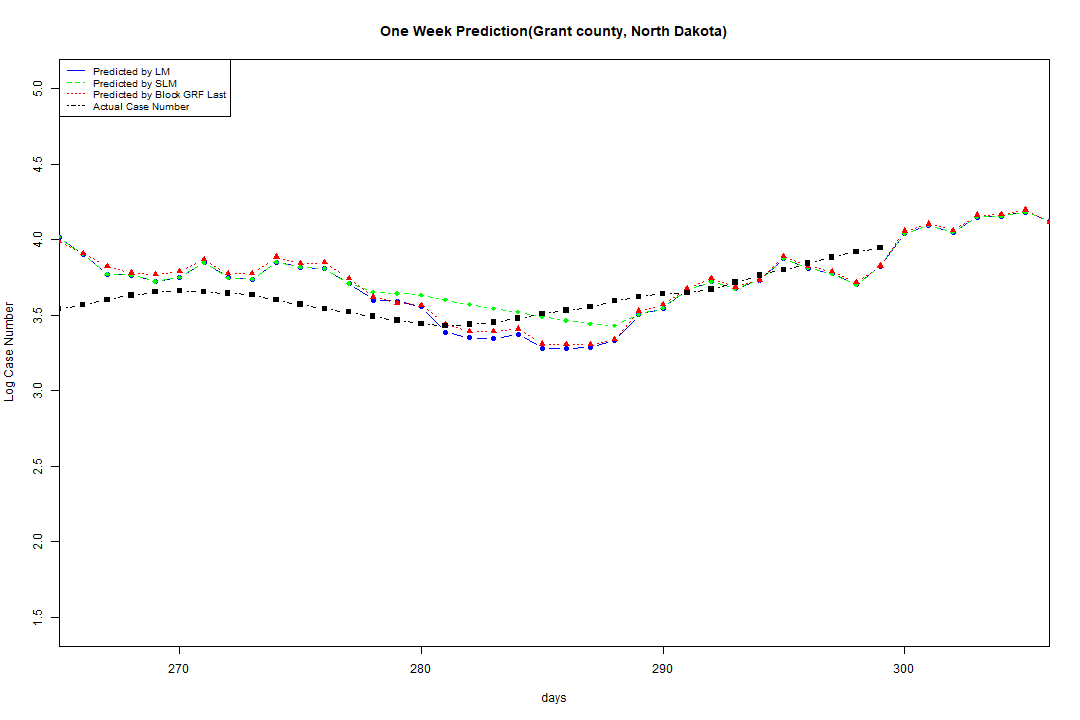 One Week Prediction(Grant county, North Dakota)
Predicted by LM
Predicted by SLM
Predicted by Block GRF Last
Actual Case Number
5.0
4.5
4.0
3.5
3.0
2.5
2.0
1.5
Log Case Number
270 280 290 300
days